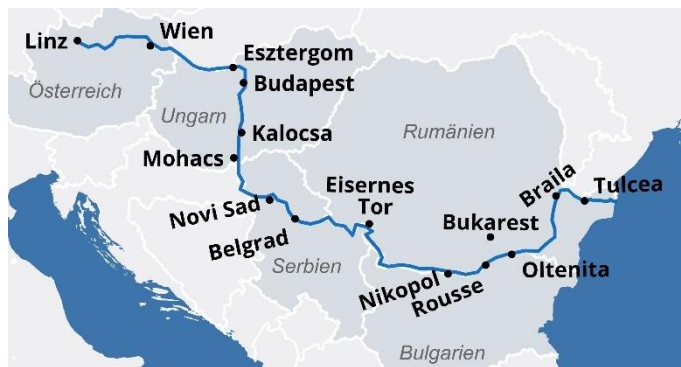 Linz
Wien
Esztergom
Österreich
Budapest
Ungarn
Kalocsa
Rumänien
Mohacs
Eisernes
Tor
Braila
Tulcea
Novi Sad
Bukarest
Belgrad
Serbien
Oltenita
Nikopol
Rousse
Bulgarien